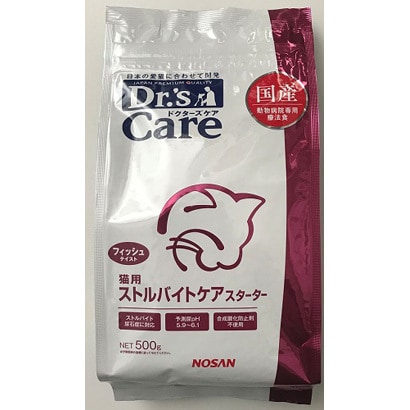 日本の愛猫に合わせて開発
JAPAN PREMIUM QUALITY
Dr.'s
ドクターズケア
Care
国産
動物病院専用
療法食
フィッシュ
テイスト
猫用
ストルバイトケアスターター
ストルバイト
尿石症に対応
予測尿pH
5.9~6.1
合成酸化防止剤
不使用
NET 500g
NOSAN